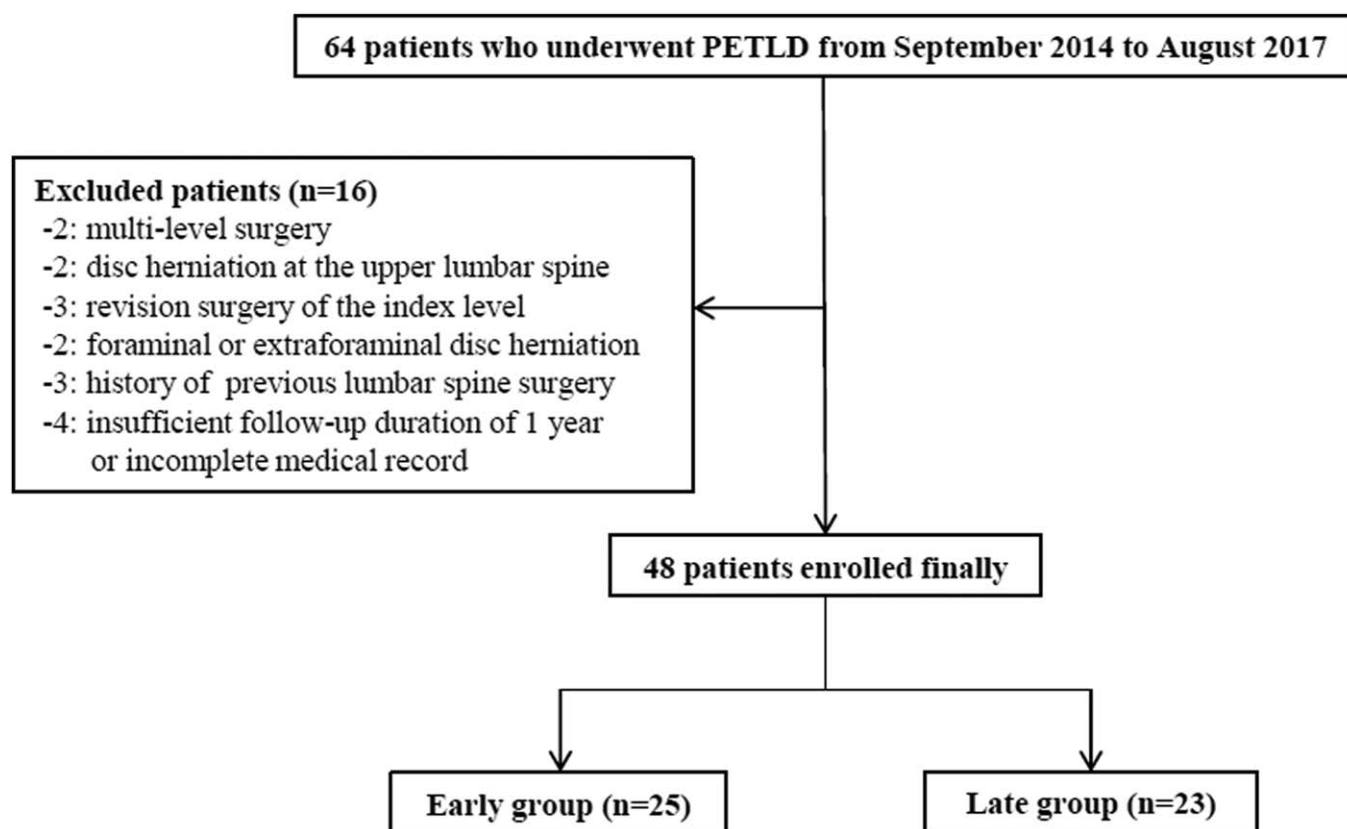 64 patients who underwent PETLD from September 2014 to August 2017
Excluded patients (n=16)
-2: multi-level surgery
-2: disc herniation at the upper lumbar spine
-3: revision surgery of the index level
-2: foraminal or extraforaminal disc herniation
-3: history of previous lumbar spine surgery
-4: insufficient follow-up duration of 1 year
or incomplete medical record
48 patients enrolled finally
Early group (n=25)
Late group (n=23)